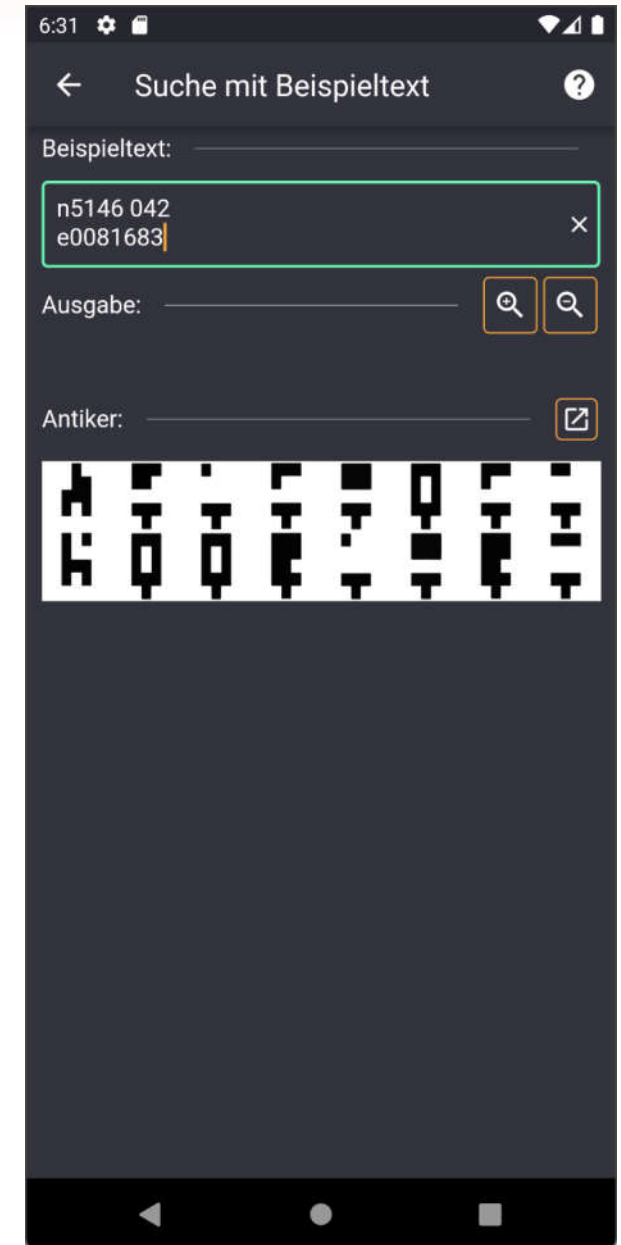 6:31
Suche mit Beispieltext
Beispieltext:
n5146 042
e0081683
Ausgabe:
Antiker: